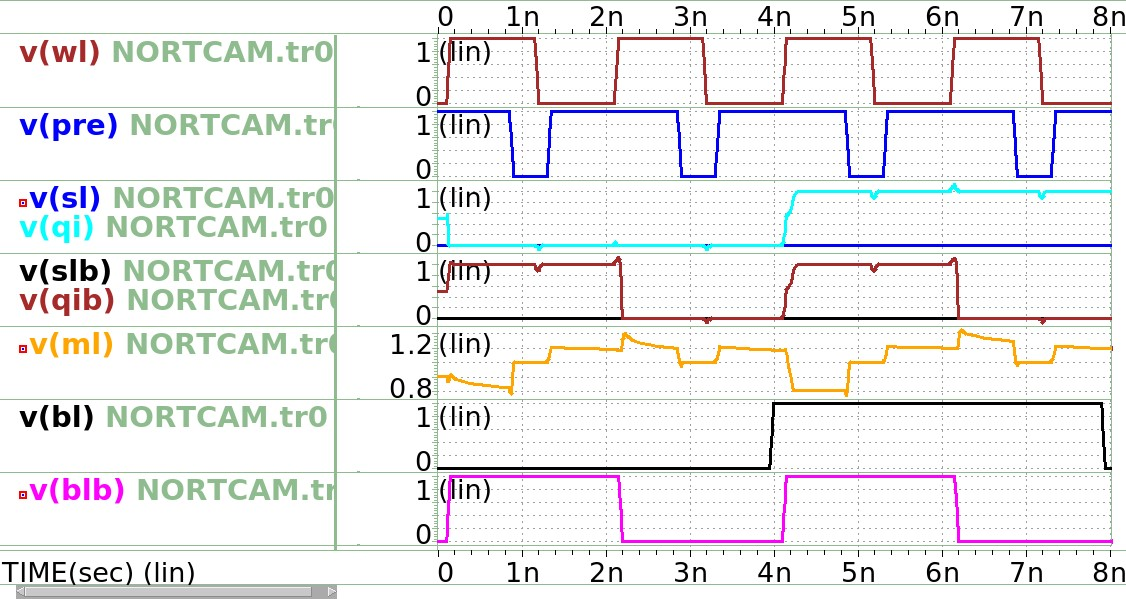 0 1n 2n 3n 4n 5n 6n 7n 8n
v(wl) NORTCAM.tr0 1 (lin)
0
v(pre) NORTCAM.tr 1 (lin)
0
v(sl) NORTCAM.tr0 1 (lin)
v(qi) NORTCAM.tr0 0
v(slb) NORTCAM.tr0 1 (lin)
v(qib) NORTCAM.tr0 0
v(ml) NORTCAM.tr0 1.2 (lin)
0.8
v(bl) NORTCAM.tr0 1 (lin)
0
v(blb) NORTCAM.tr 1 (lin)
0
TIME(sec) (lin) 0 1n 2n 3n 4n 5n 6n 7n 8n